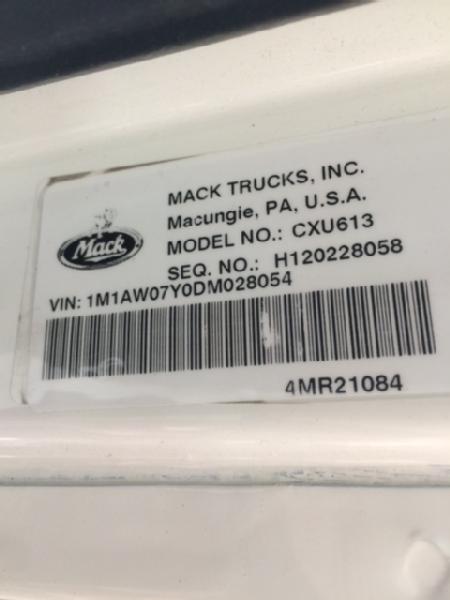 MACK TRUCKS, INC.
Macungie, PA, U.S.A.
MODEL NO.: CXU613
SEQ. NO.: H120228058
Mack
VIN: 1M1AW07Y0DM028054
4MR21084